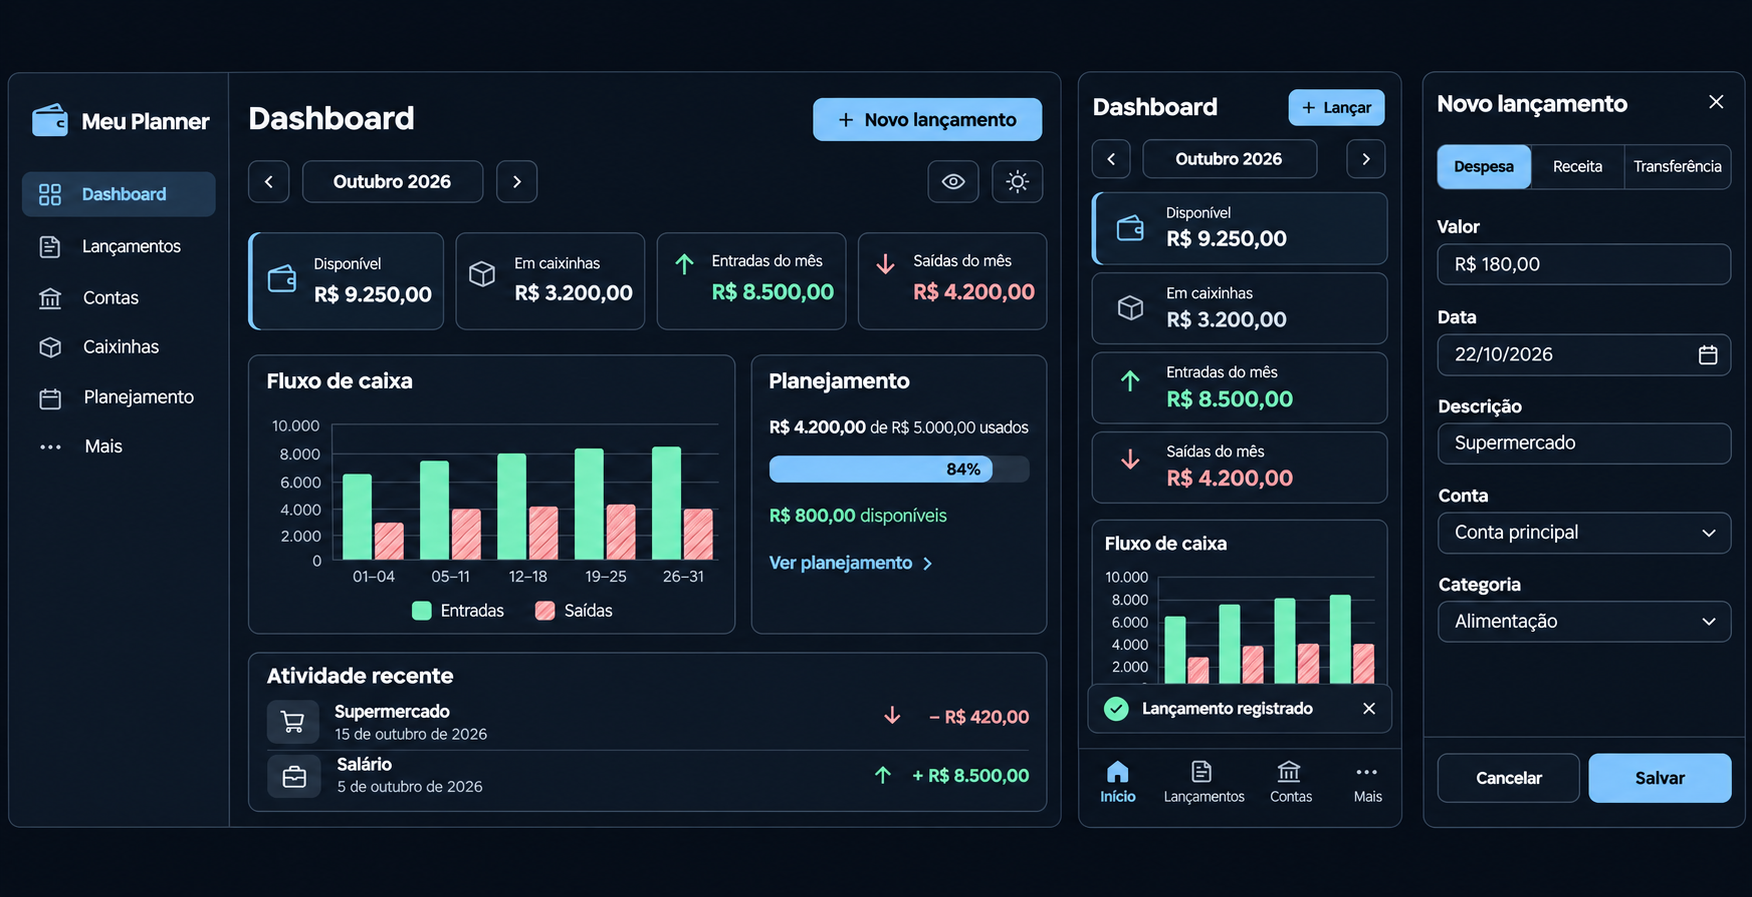 Meu Planner
Dashboard
Lançamentos
Contas
Caixinhas
Planejamento
Mais
Dashboard
+ Novo lançamento
Outubro 2026
Disponível
R$ 9.250,00
Em caixinhas
R$ 3.200,00
Entradas do mês
R$ 8.500,00
Saídas do mês
R$ 4.200,00
Fluxo de caixa
10.000
8.000
6.000
4.000
2.000
0
01–04 05–11 12–18 19–25 26–31
Entradas Saídas
Planejamento
R$ 4.200,00 de R$ 5.000,00 usados
84%
R$ 800,00 disponíveis
Ver planejamento
Atividade recente
Supermercado
15 de outubro de 2026
– R$ 420,00
Salário
5 de outubro de 2026
+ R$ 8.500,00
Dashboard
+ Lançar
Outubro 2026
Disponível
R$ 9.250,00
Em caixinhas
R$ 3.200,00
Entradas do mês
R$ 8.500,00
Saídas do mês
R$ 4.200,00
Fluxo de caixa
10.000
8.000
6.000
4.000
2.000
Lançamento registrado
Início Lançamentos Contas Mais
Novo lançamento
Despesa Receita Transferência
Valor
R$ 180,00
Data
22/10/2026
Descrição
Supermercado
Conta
Conta principal
Categoria
Alimentação
Cancelar Salvar